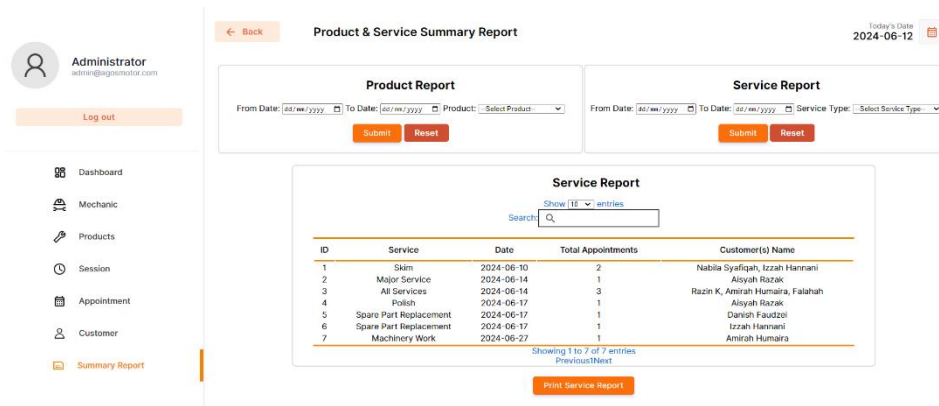 Administrator
admin@agosmotor.com
Log out
Dashboard
Mechanic
Products
Session
Appointment
Customer
Summary Report
Back
Product & Service Summary Report
Today's Date
2024-06-12
Product Report
From Date: dd/mm/yyyy To Date: dd/mm/yyyy Product: --Select Product--
Submit Reset
Service Report
From Date: dd/mm/yyyy To Date: dd/mm/yyyy Service Type: --Select Service Type--
Submit Reset
Service Report
Show 10 entries
Search:
ID Service Date Total Appointments Customer(s) Name
1 Skim 2024-06-10 2 Nabila Syafiqah, Izzah Hannani
2 Major Service 2024-06-14 1 Aisyah Razak
3 All Services 2024-06-14 3 Razin K, Amirah Humaira, Falahah
4 Polish 2024-06-17 1 Aisyah Razak
5 Spare Part Replacement 2024-06-17 1 Danish Faudzei
6 Spare Part Replacement 2024-06-17 1 Izzah Hannani
7 Machinery Work 2024-06-27 1 Amirah Humaira
Showing 1 to 7 of 7 entries
Previous1Next
Print Service Report